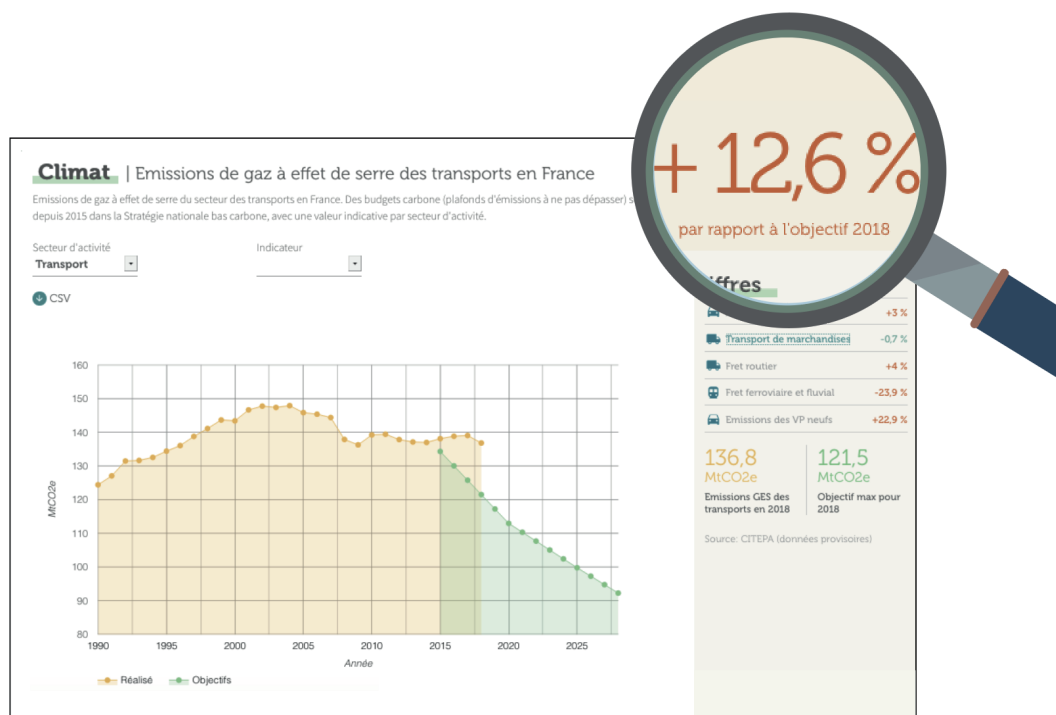 + 12,6 %
par rapport à l'objectif 2018
Climat | Emissions de gaz à effet de serre des transports en France
Emissions de gaz à effet de serre du secteur des transports en France. Des budgets carbone (plafonds d'émissions à ne pas dépasser) s
depuis 2015 dans la Stratégie nationale bas carbone, avec une valeur indicative par secteur d'activité.
Secteur d'activité
Transport
Indicateur
CSV
160
150
140
130
120
110
100
90
80
MtCO2e
1990 1995 2000 2005 2010 2015 2020 2025
Année
Réalisé Objectifs
iffres
+3 %
Transport de marchandises -0,7 %
Fret routier +4 %
Fret ferroviaire et fluvial -23,9 %
Emissions des VP neufs +22,9 %
136,8
MtCO2e
Emissions GES des
transports en 2018
121,5
MtCO2e
Objectif max pour
2018
Source: CITEPA (données provisoires)